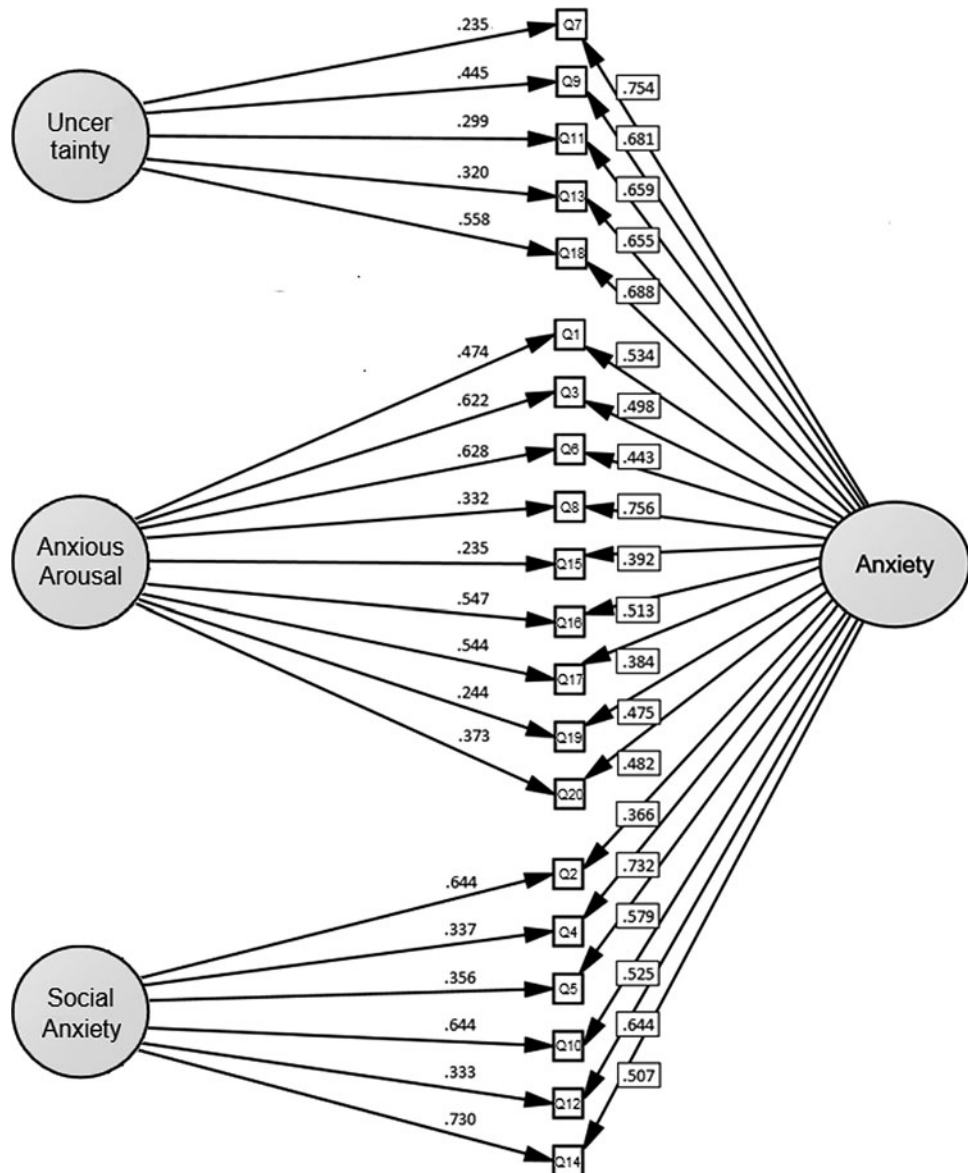 .235
Q7
.754
.445
Q9
.681
.299
Q11
.659
.320
Q13
.655
.558
Q18
.688
Uncer
tainty
.474
Q1
.534
.622
Q3
.498
.628
Q6
.443
.332
Q8
.756
.235
Q15
.392
.547
Q16
.513
.544
Q17
.384
.244
Q19
.475
.373
Q20
.482
Anxious
Arousal
Anxiety
.644
Q2
.366
.337
Q4
.732
.356
Q5
.579
.644
Q10
.525
.333
Q12
.644
.730
Q14
.507
Social
Anxiety